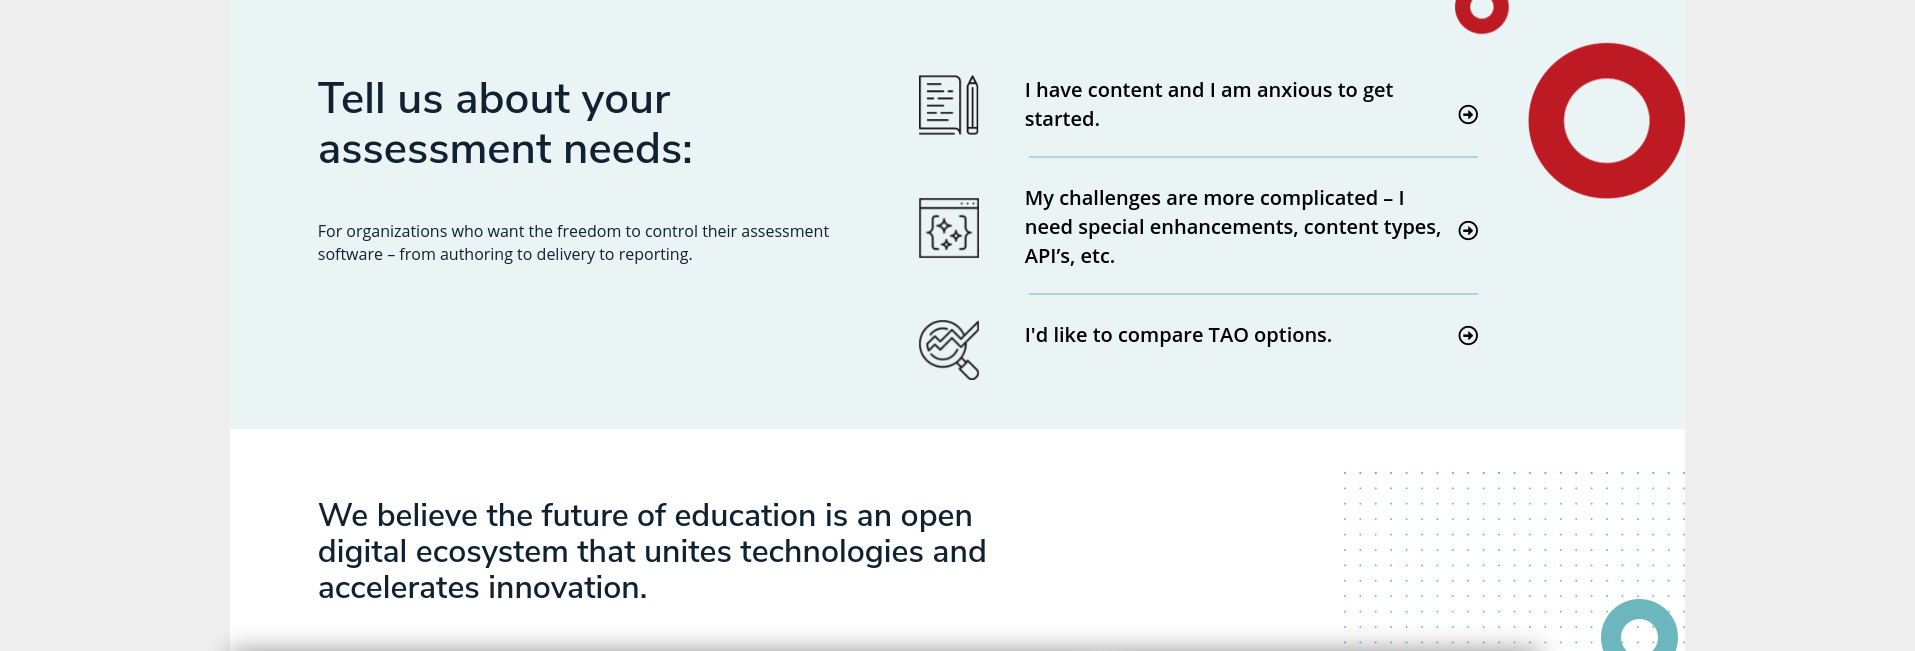 Tell us about your
assessment needs:
For organizations who want the freedom to control their assessment
software – from authoring to delivery to reporting.
I have content and I am anxious to get
started.
My challenges are more complicated – I
need special enhancements, content types,
API’s, etc.
I'd like to compare TAO options.
We believe the future of education is an open
digital ecosystem that unites technologies and
accelerates innovation.